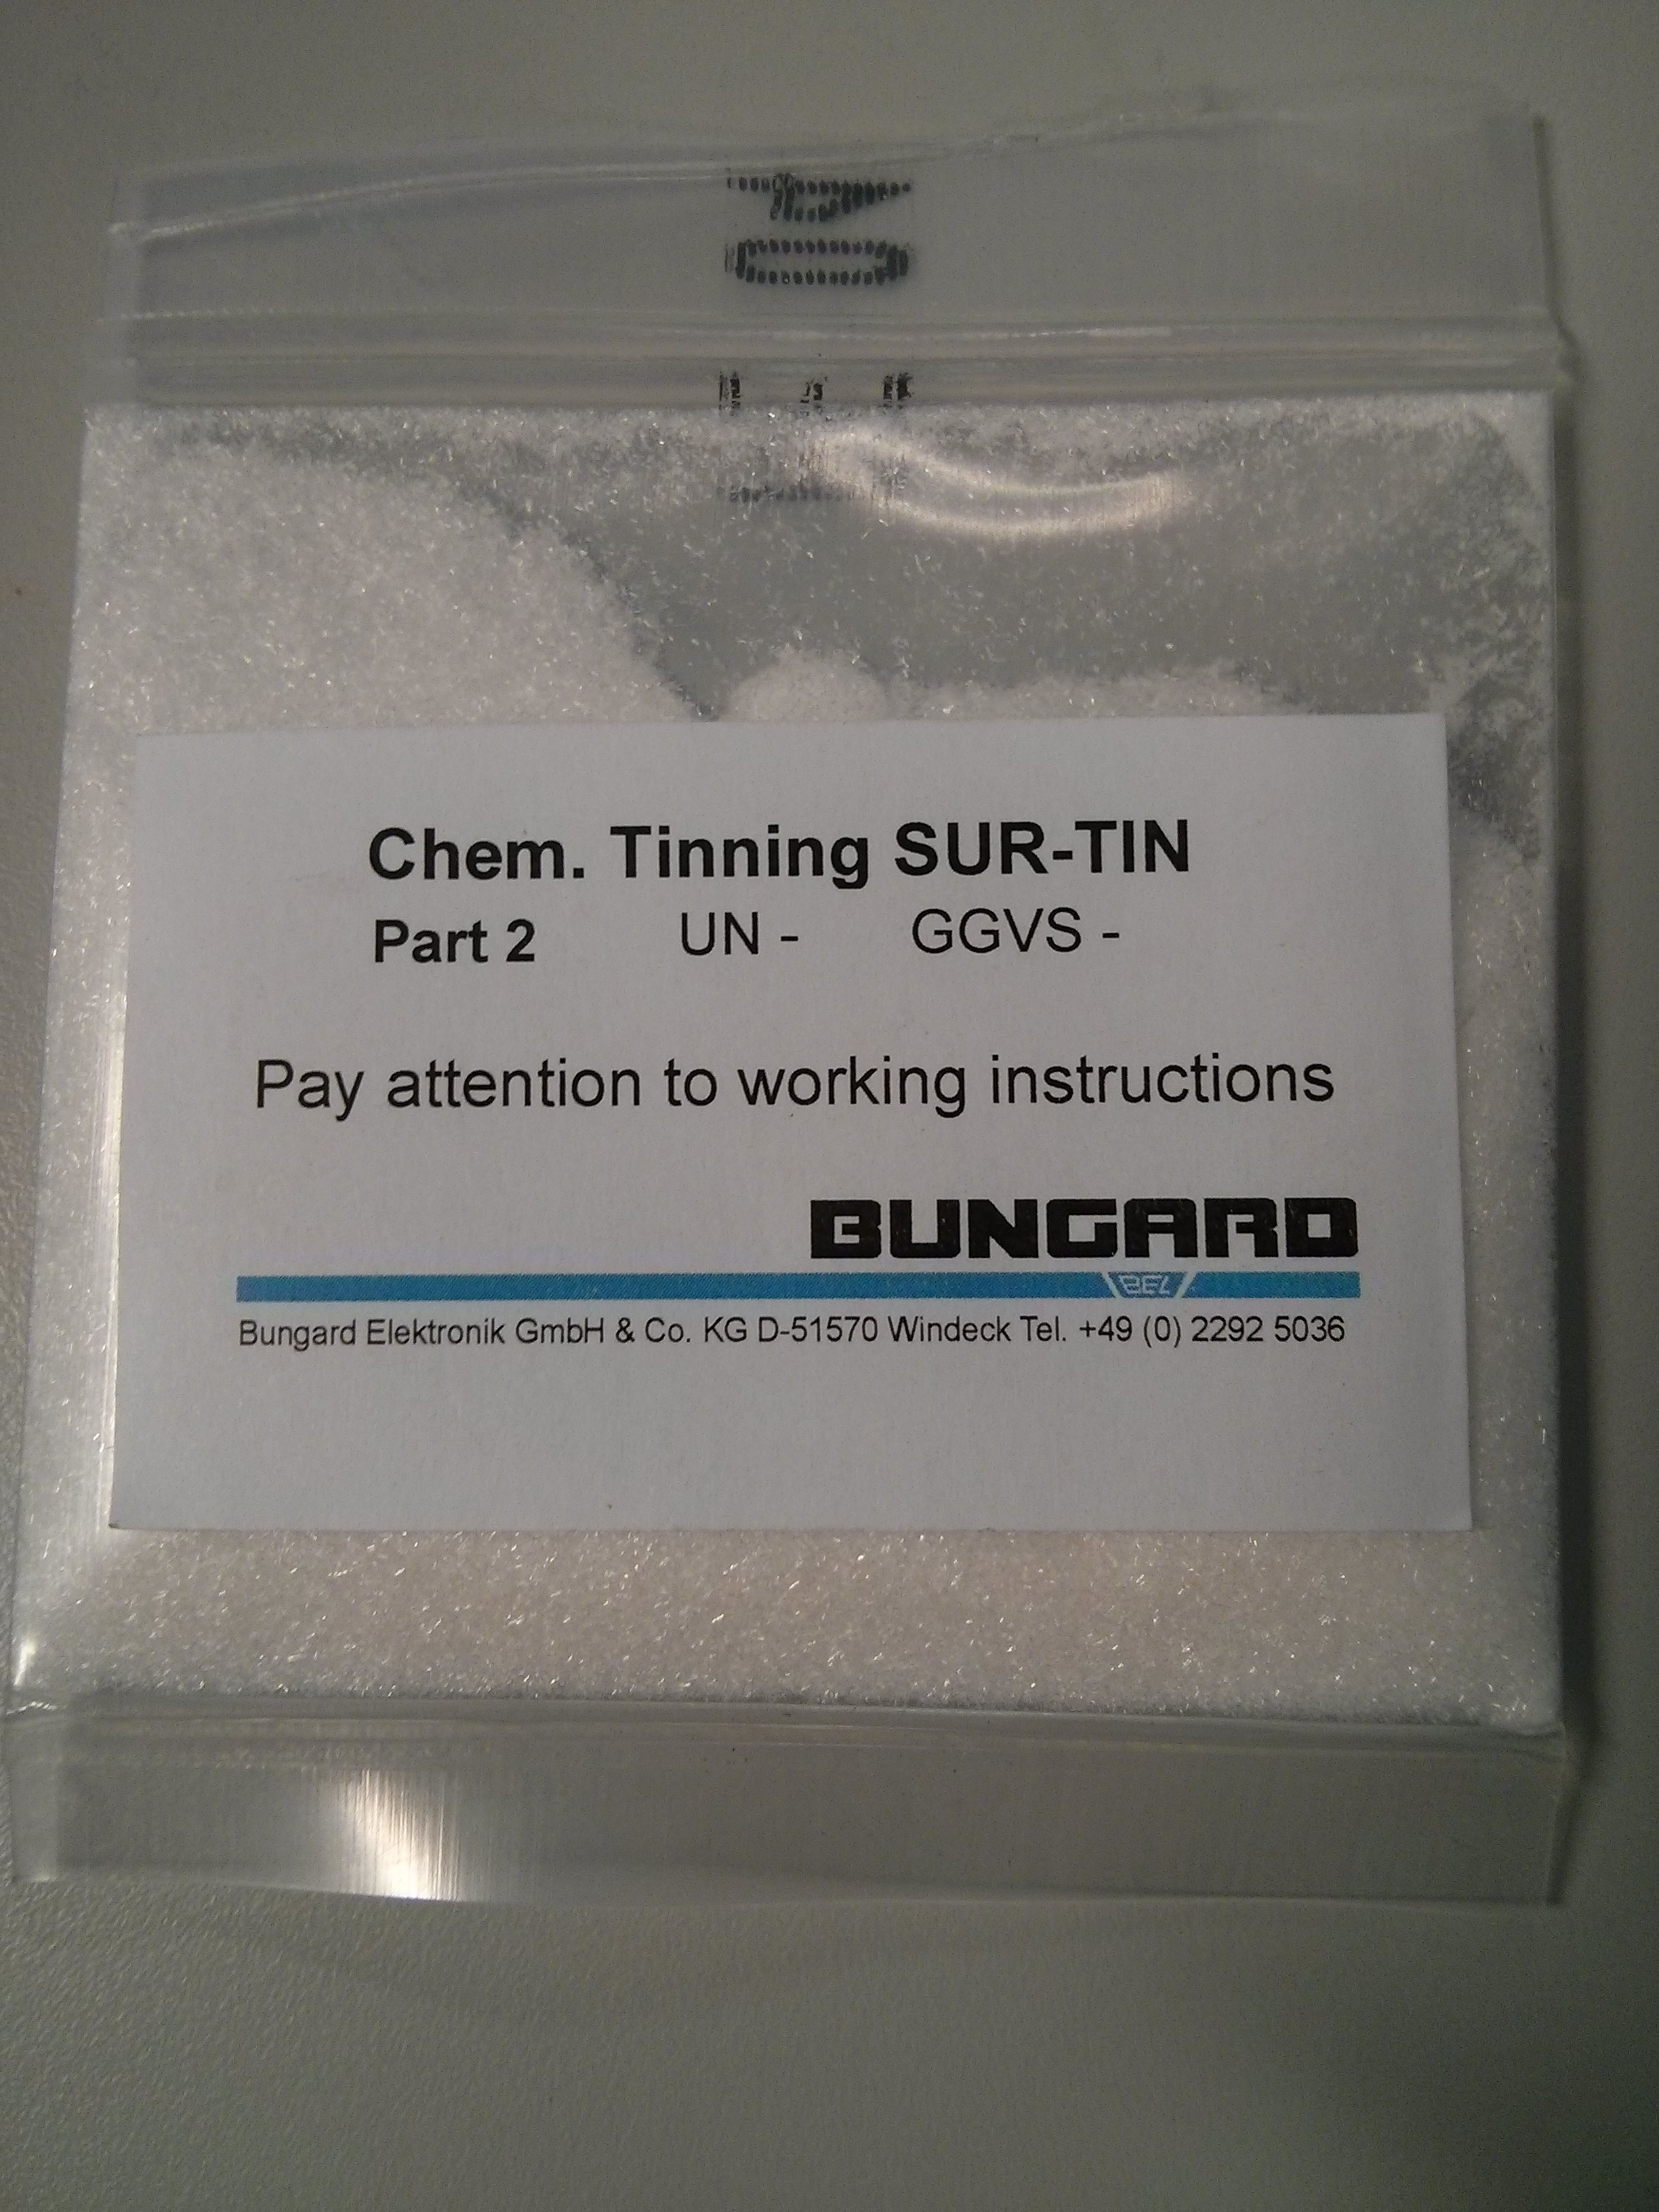 Chem. Tinning SUR-TIN
Part 2 UN - GGVS -
Pay attention to working instructions
BUNGARD
BEL
Bungard Elektronik GmbH & Co. KG D-51570 Windeck Tel. +49 (0) 2292 5036